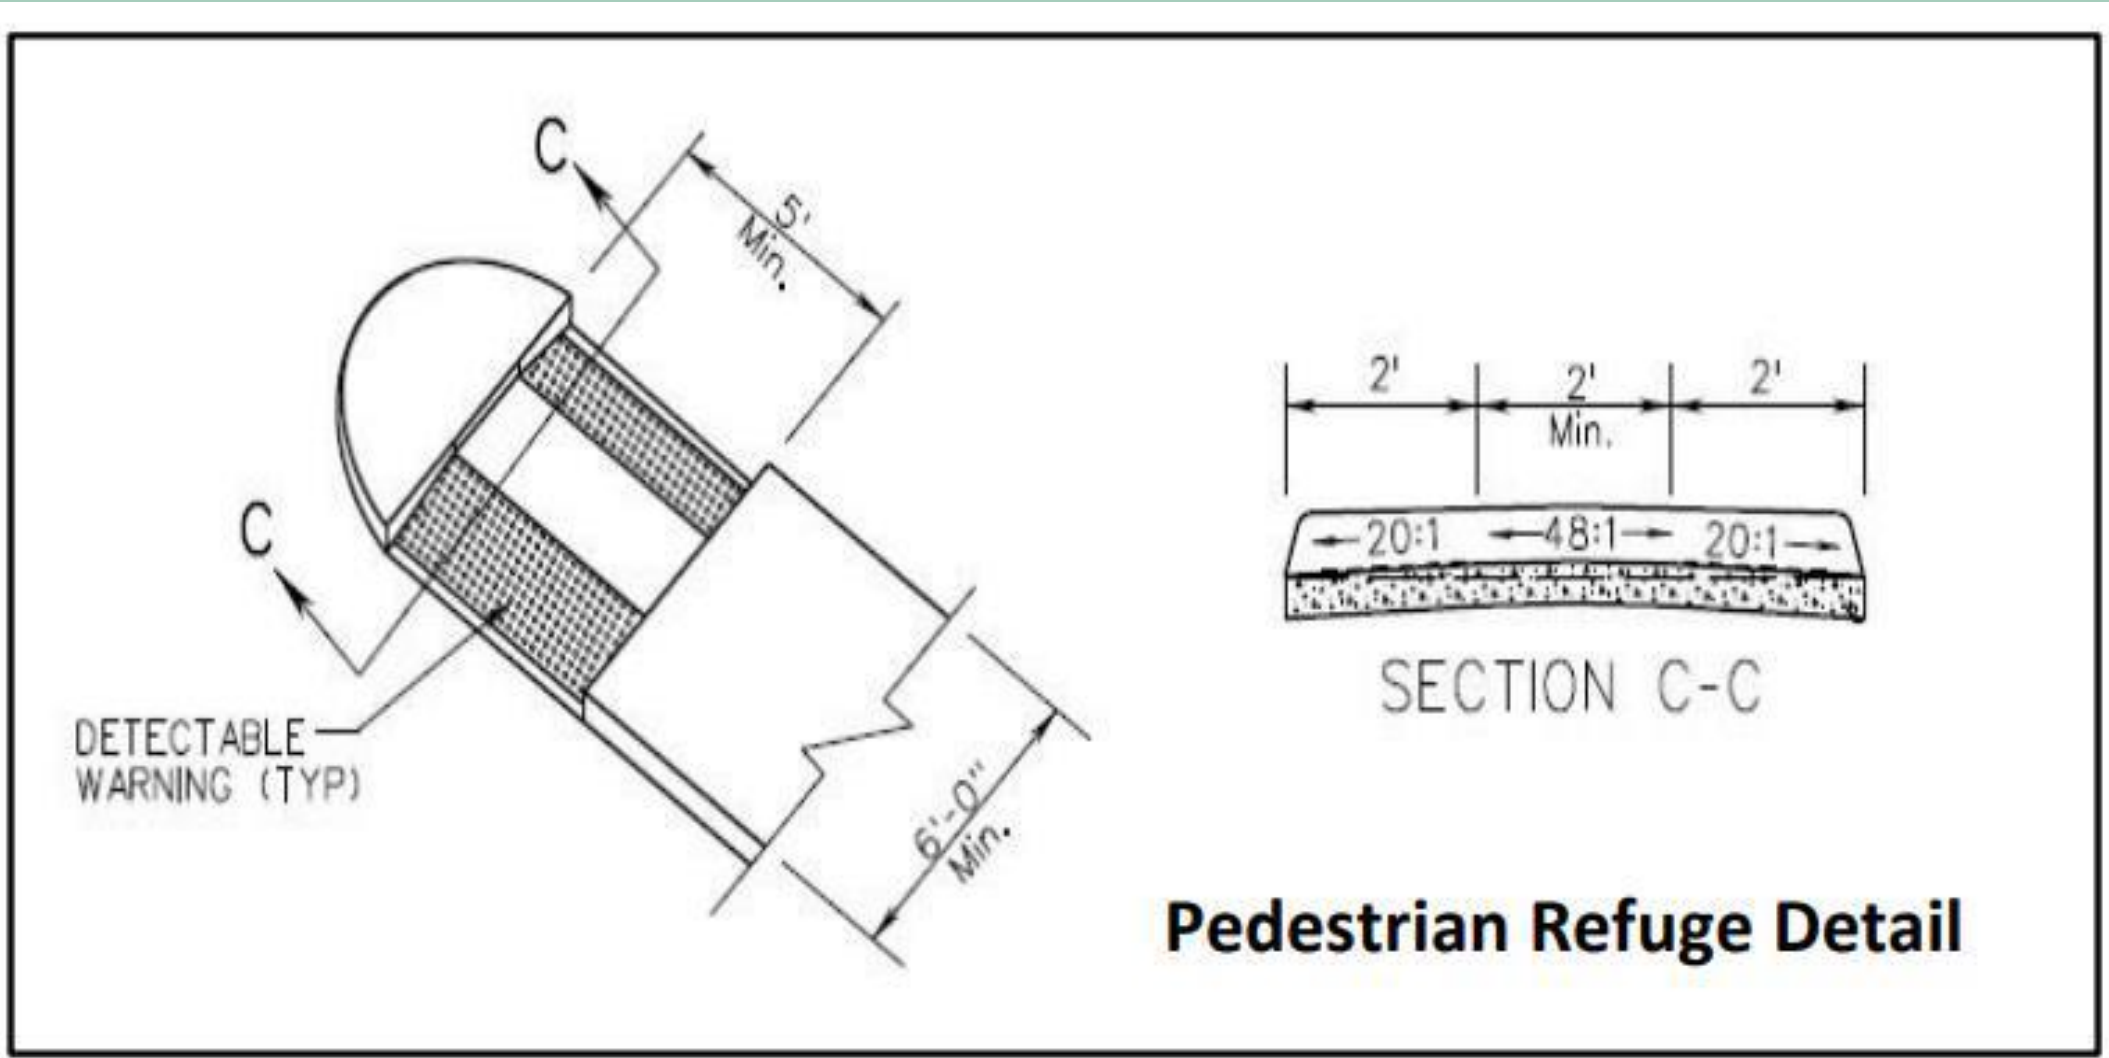 C
5'
Min.
C
DETECTABLE
WARNING (TYP)
6'-0"
Min.
2'
2'
Min.
2'
20:1
48:1
20:1
SECTION C-C
Pedestrian Refuge Detail